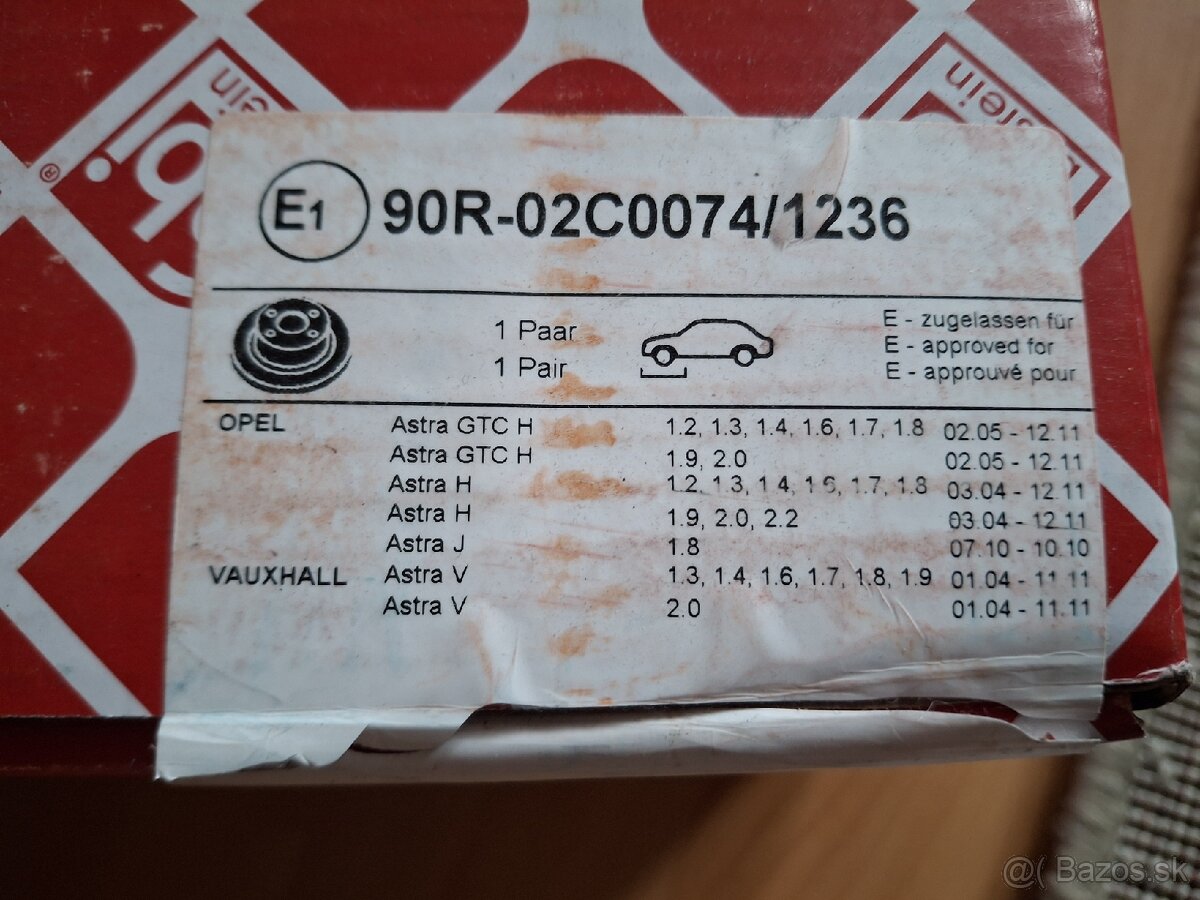 febi
bilstein
®
stein
E1 90R-02C0074/1236
1 Paar
1 Pair
E - zugelassen für
E - approved for
E - approuvé pour
OPEL Astra GTC H 1.2, 1.3, 1.4, 1.6, 1.7, 1.8 02.05 - 12.11
Astra GTC H 1.9, 2.0 02.05 - 12.11
Astra H 1.2, 1.3, 1.4, 1.6, 1.7, 1.8 03.04 - 12.11
Astra H 1.9, 2.0, 2.2 03.04 - 12.11
Astra J 1.8 07.10 - 10.10
VAUXHALL Astra V 1.3, 1.4, 1.6, 1.7, 1.8, 1.9 01.04 - 11.11
Astra V 2.0 01.04 - 11.11
@( Bazos.sk